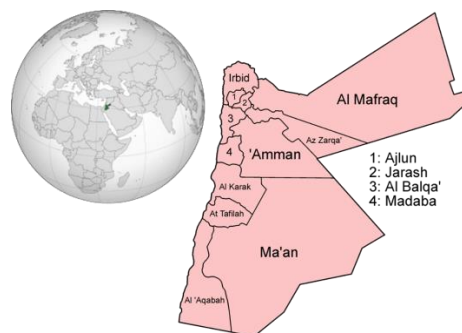 Irbid
Al Mafraq
1
2
3
Az Zarqa'
'Amman
4
Al Karak
At Tafilah
Ma'an
Al 'Aqabah
1: Ajlun
2: Jarash
3: Al Balqa'
4: Madaba